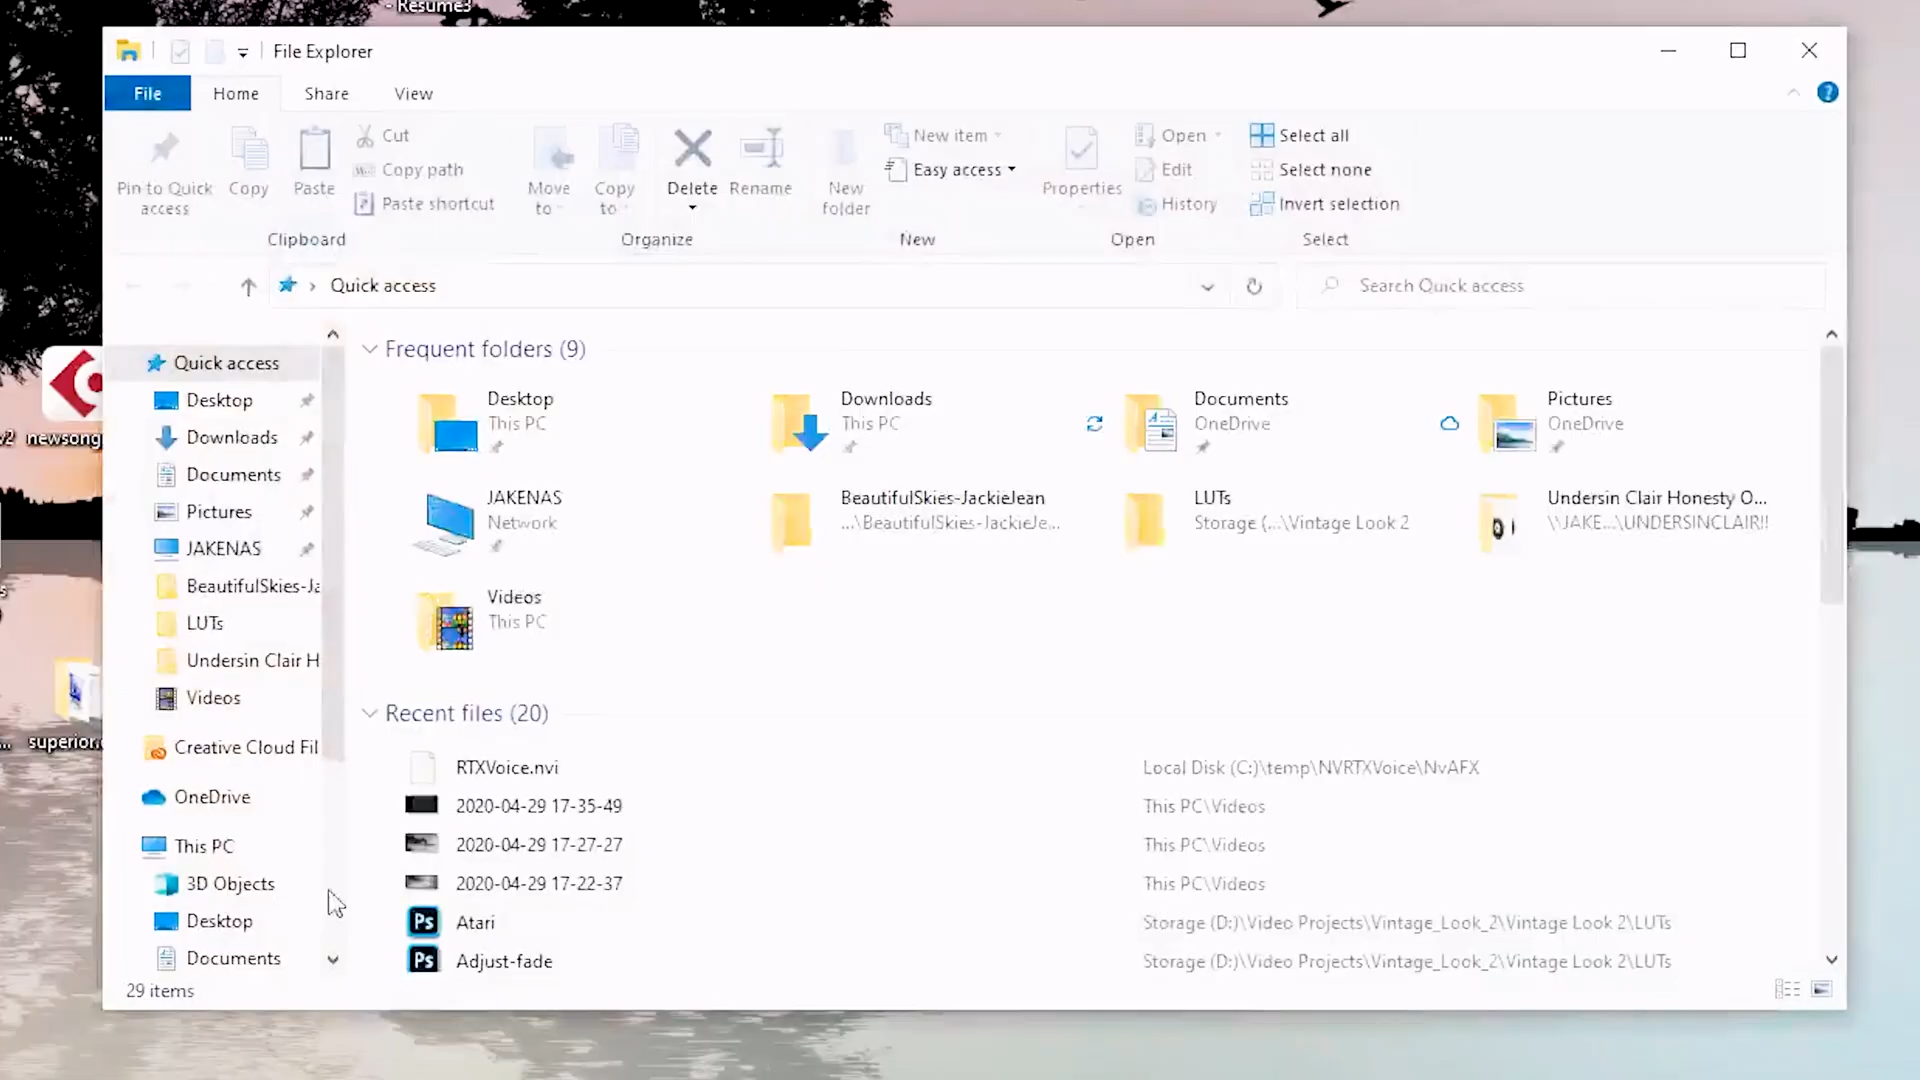 - Resume3
File Explorer
File Home Share View
Pin to Quick access
Copy
Paste
Cut
Copy path
Paste shortcut
Clipboard
Move to
Copy to
Delete
Rename
Organize
New folder
New item
Easy access
New
Properties
Open
Edit
History
Open
Select all
Select none
Invert selection
Select
Quick access
Search Quick access
Quick access
Desktop
Downloads
Documents
Pictures
JAKENAS
BeautifulSkies-Ja
LUTs
Undersin Clair H
Videos
Creative Cloud Fil
OneDrive
This PC
3D Objects
Desktop
Documents
29 items
Frequent folders (9)
Desktop
This PC
Downloads
This PC
Documents
OneDrive
Pictures
OneDrive
JAKENAS
Network
BeautifulSkies-JackieJean
...\BeautifulSkies-JackieJe...
LUTs
Storage (...\Vintage Look 2
Undersin Clair Honesty O...
\\JAKE...\UNDERSINCLAIR!!
Videos
This PC
Recent files (20)
RTXVoice.nvi Local Disk (C:)\temp\NVRTXVoice\NvAFX
2020-04-29 17-35-49 This PC\Videos
2020-04-29 17-27-27 This PC\Videos
2020-04-29 17-22-37 This PC\Videos
Ps Atari Storage (D:)\Video Projects\Vintage_Look_2\Vintage Look 2\LUTs
Ps Adjust-fade Storage (D:)\Video Projects\Vintage_Look_2\Vintage Look 2\LUTs
v2 newsong
superior